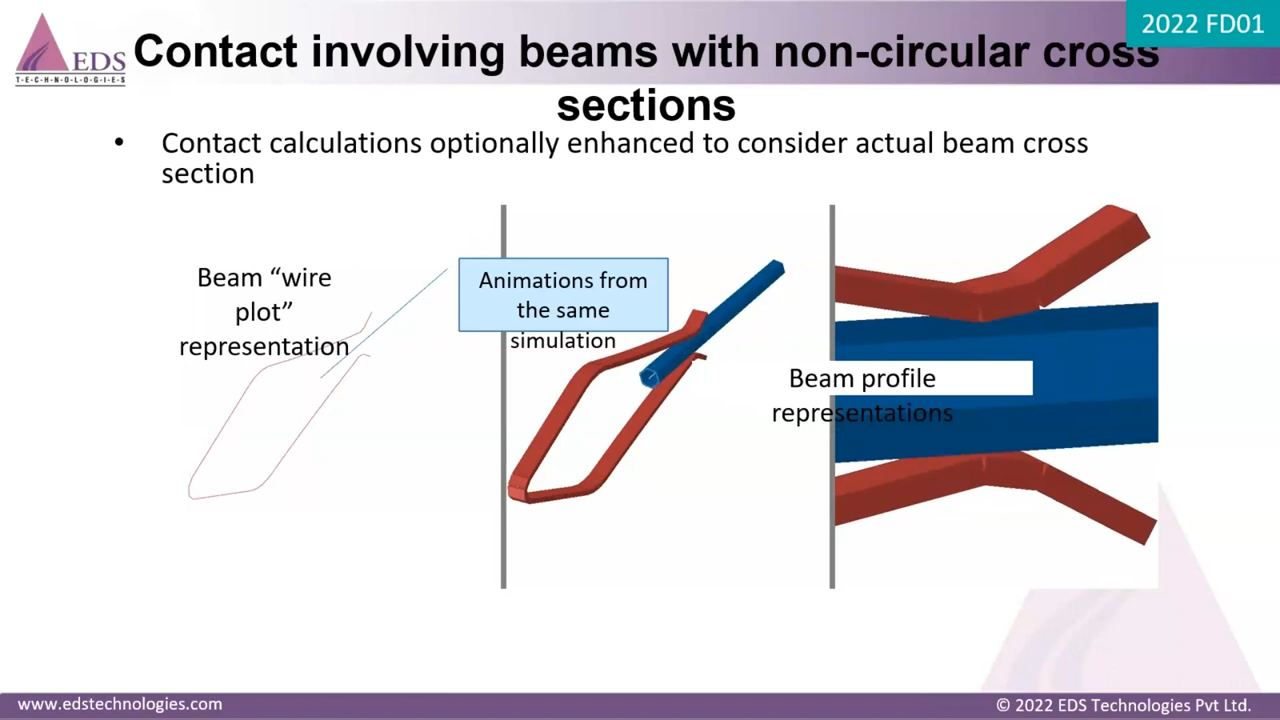 2022 FD01
EDS
T·E·C·H·N·O·L·O·G·I·E·S
Contact involving beams with non-circular cross
sections
• Contact calculations optionally enhanced to consider actual beam cross
section
Beam “wire
plot”
representation
Animations from
the same
simulation
Beam profile
representations
www.edstechnologies.com
© 2022 EDS Technologies Pvt Ltd.